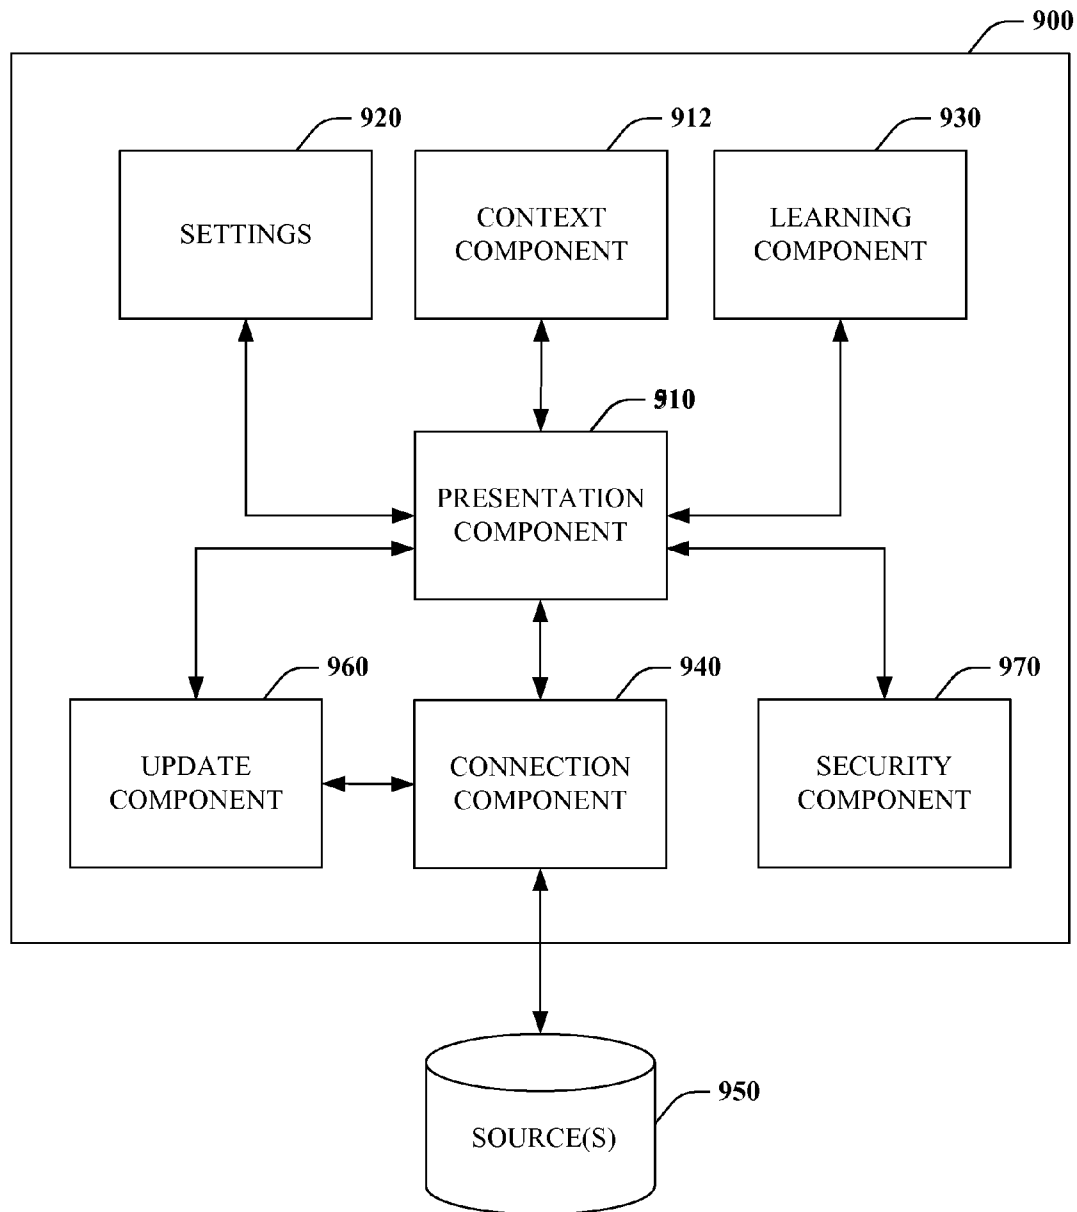 900
920
912
930
SETTINGS
CONTEXT
COMPONENT
LEARNING
COMPONENT
910
PRESENTATION
COMPONENT
960
940
970
UPDATE
COMPONENT
CONNECTION
COMPONENT
SECURITY
COMPONENT
950
SOURCE(S)